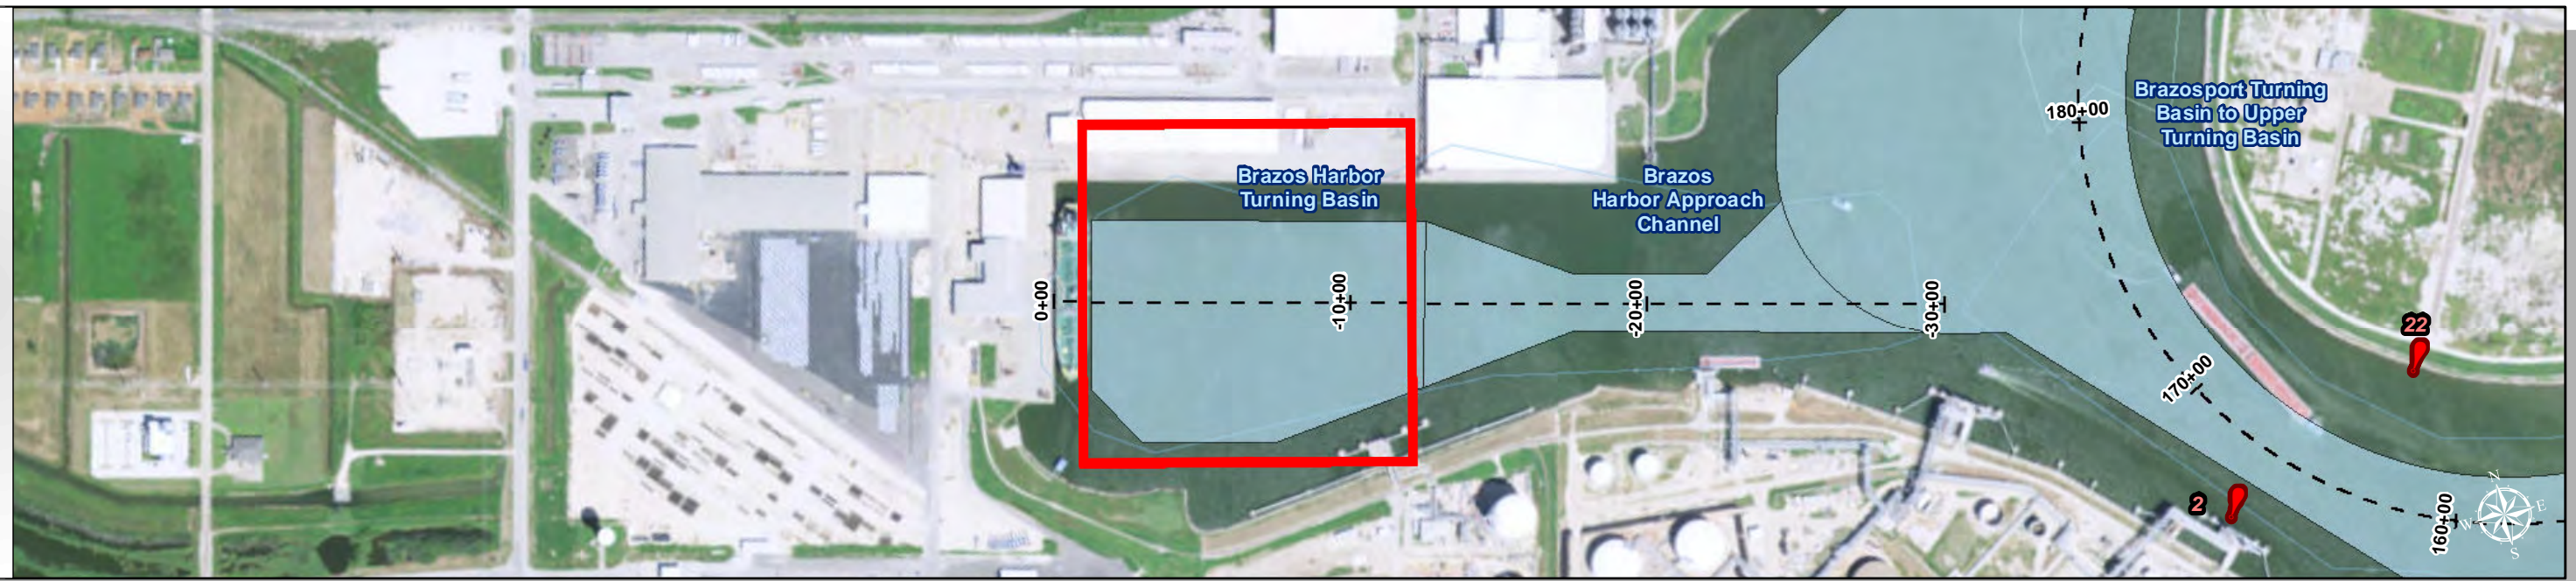 180+00
Brazosport Turning
Basin to Upper
Turning Basin
Brazos Harbor
Turning Basin
Brazos
Harbor Approach
Channel
0+00
-10+00
-20+00
-30+00
22
170+00
2
160+00
N
W
E
S